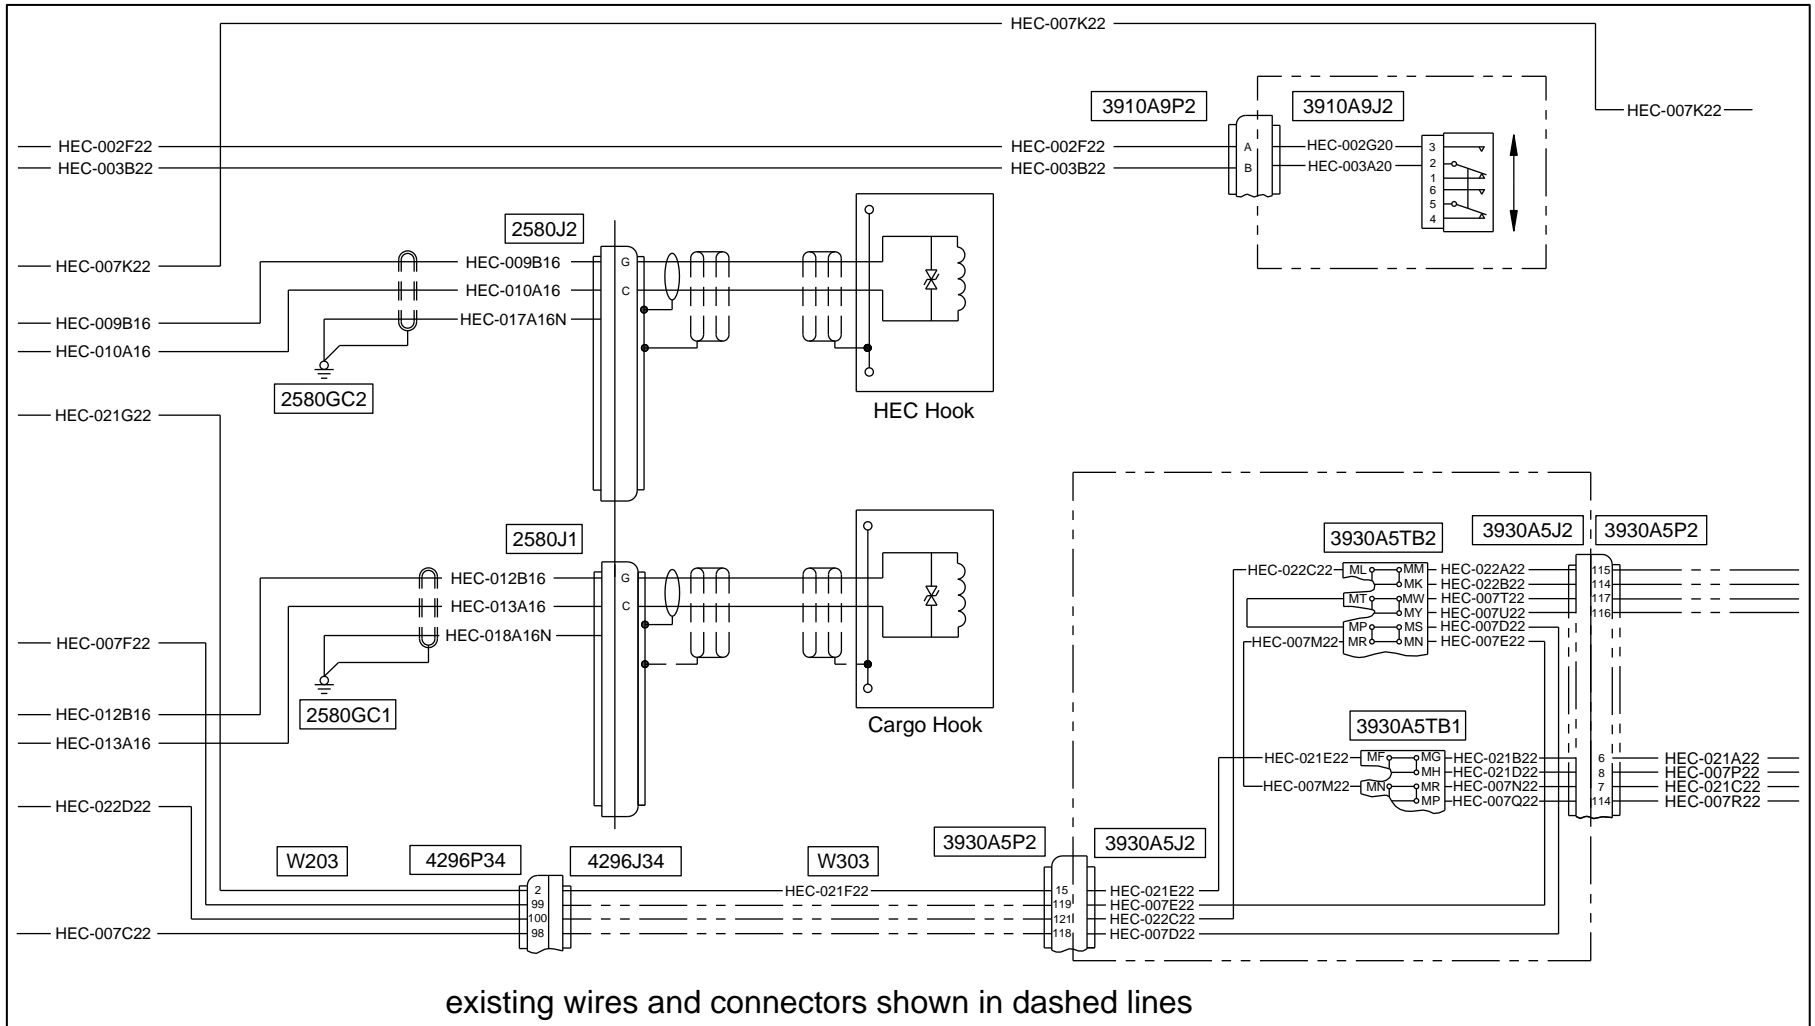 HEC-007K22
3910A9P2 3910A9J2
HEC-007K22
HEC-002F22 HEC-002F22 A HEC-002G20 3
HEC-003B22 HEC-003B22 B HEC-003A20 2
1
6
5
4
2580J2
HEC-007K22 HEC-009B16 G
HEC-010A16 C
HEC-009B16 HEC-017A16N
HEC-010A16
2580GC2
HEC Hook
HEC-021G22
2580J1
3930A5TB2 3930A5J2 3930A5P2
HEC-012B16 G
HEC-013A16 C
HEC-018A16N
HEC-022C22 ML MM HEC-022A22 115
MK HEC-022B22 114
MT MW HEC-007T22 117
MY HEC-007U22 116
MP MS HEC-007D22
HEC-007M22 MR MN HEC-007E22
HEC-007F22
2580GC1
HEC-012B16
HEC-013A16
Cargo Hook
3930A5TB1
HEC-021E22 MF MG HEC-021B22 6 HEC-021A22
MH HEC-021D22 8 HEC-007P22
HEC-007M22 MN MR HEC-007N22 7 HEC-021C22
MP HEC-007Q22 114 HEC-007R22
HEC-022D22
W203 4296P34 4296J34 W303 3930A5P2 3930A5J2
2 HEC-021F22 15 HEC-021E22
99 119 HEC-007E22
100 121 HEC-022C22
HEC-007C22 98 118 HEC-007D22
existing wires and connectors shown in dashed lines